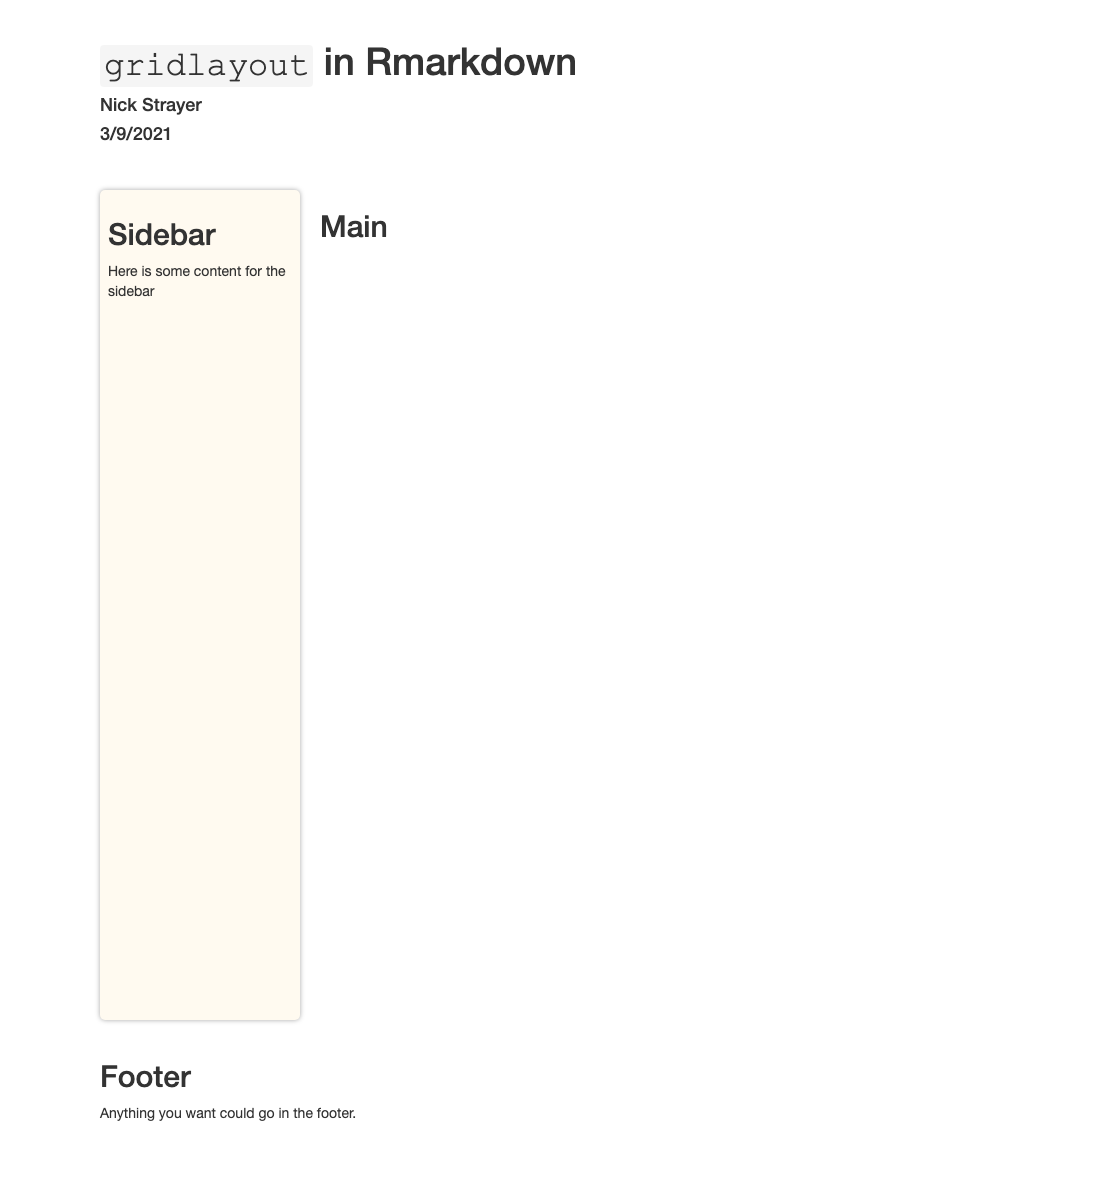 gridlayout in Rmarkdown
Nick Strayer
3/9/2021
Sidebar
Here is some content for the
sidebar
Main
Footer
Anything you want could go in the footer.